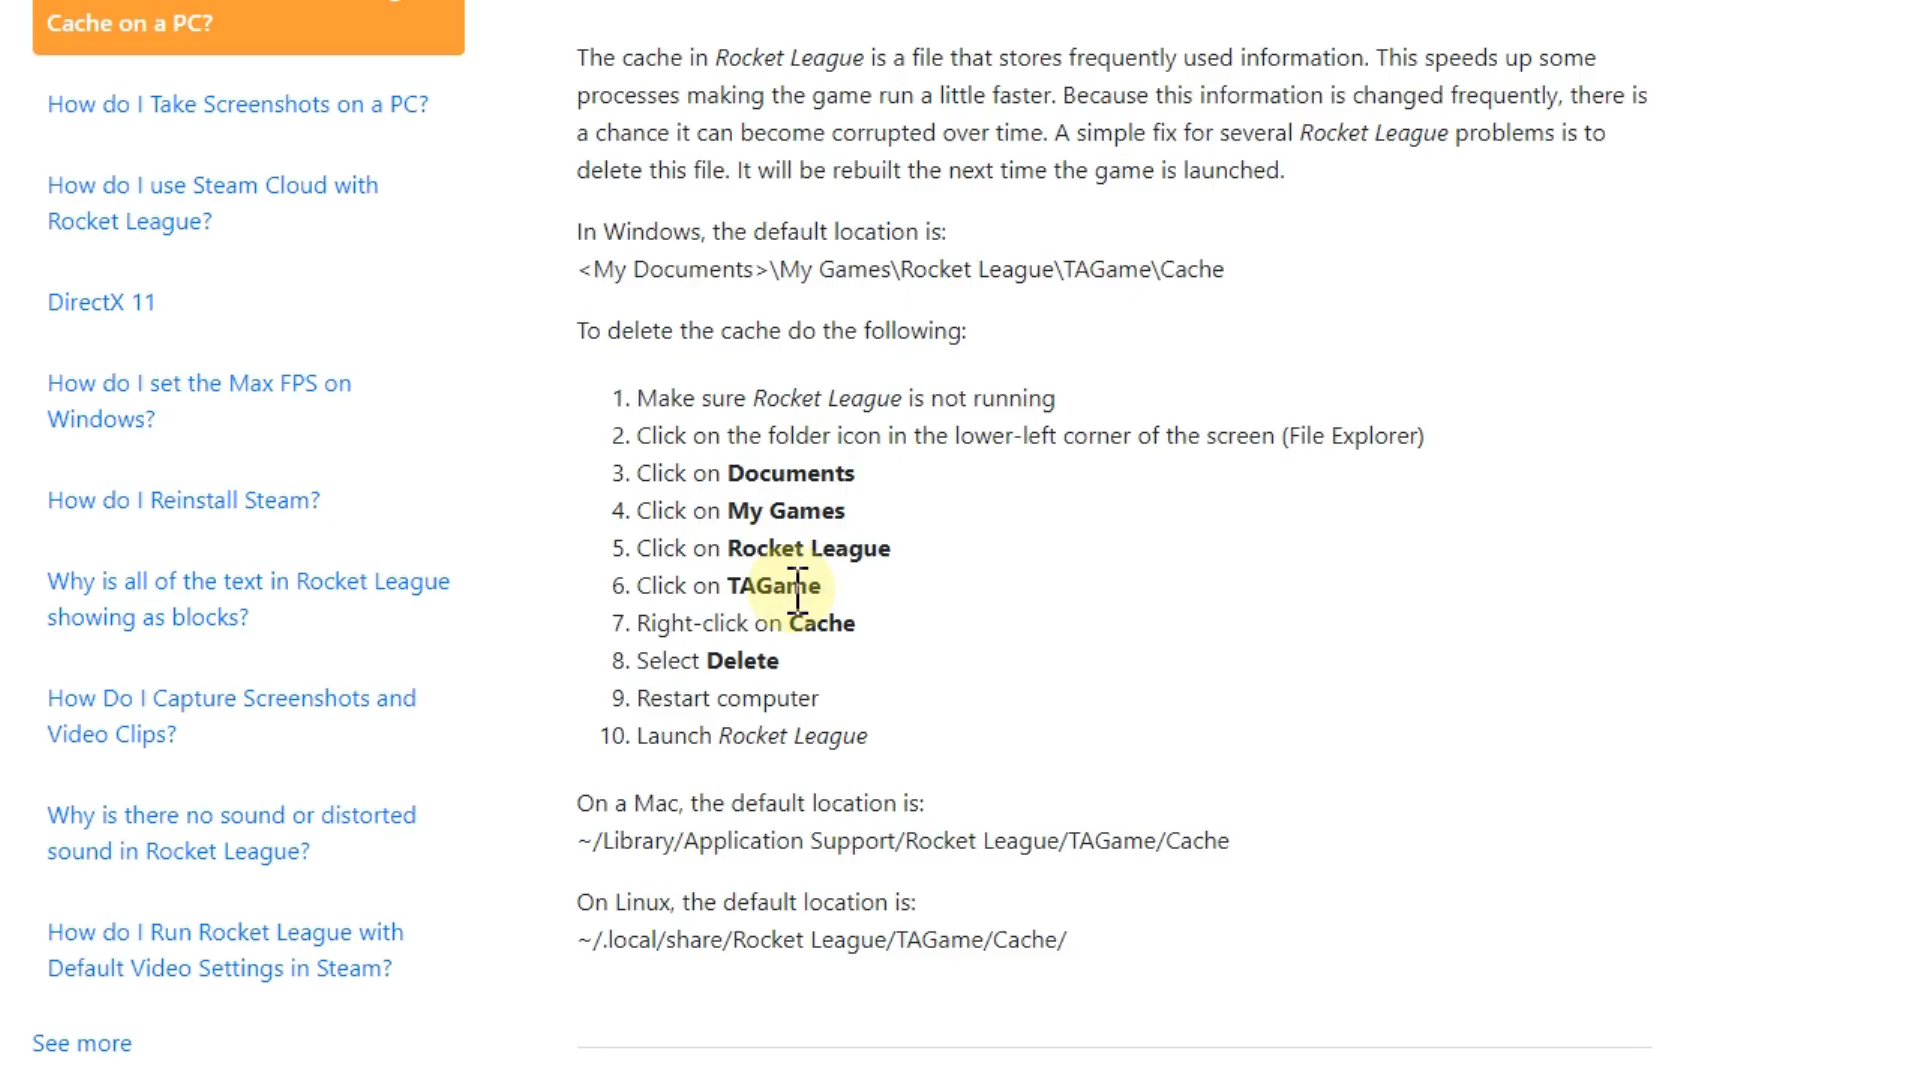 Cache on a PC?
How do I Take Screenshots on a PC?
How do I use Steam Cloud with
Rocket League?
DirectX 11
How do I set the Max FPS on
Windows?
How do I Reinstall Steam?
Why is all of the text in Rocket League
showing as blocks?
How Do I Capture Screenshots and
Video Clips?
Why is there no sound or distorted
sound in Rocket League?
How do I Run Rocket League with
Default Video Settings in Steam?
See more
The cache in Rocket League is a file that stores frequently used information. This speeds up some
processes making the game run a little faster. Because this information is changed frequently, there is
a chance it can become corrupted over time. A simple fix for several Rocket League problems is to
delete this file. It will be rebuilt the next time the game is launched.
In Windows, the default location is:
<My Documents>\My Games\Rocket League\TAGame\Cache
To delete the cache do the following:
1. Make sure Rocket League is not running
2. Click on the folder icon in the lower-left corner of the screen (File Explorer)
3. Click on Documents
4. Click on My Games
5. Click on Rocket League
6. Click on TAGame
7. Right-click on Cache
8. Select Delete
9. Restart computer
10. Launch Rocket League
On a Mac, the default location is:
~/Library/Application Support/Rocket League/TAGame/Cache
On Linux, the default location is:
~/.local/share/Rocket League/TAGame/Cache/